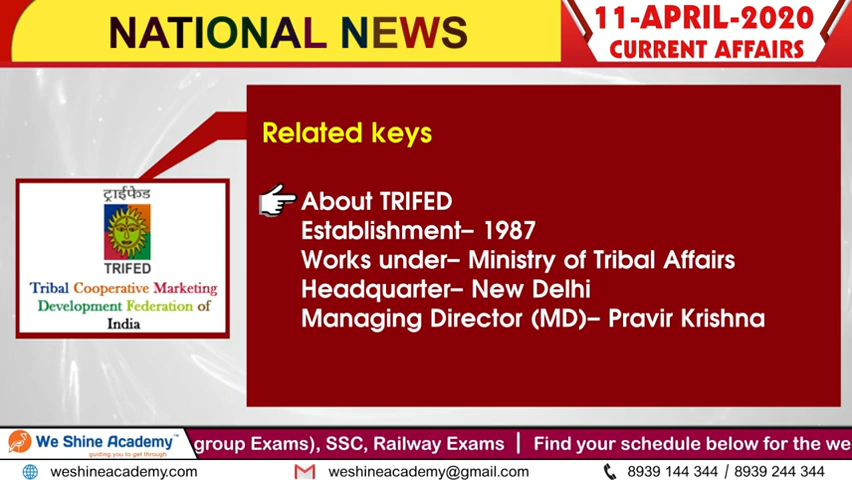 NATIONAL NEWS
11-APRIL-2020
CURRENT AFFAIRS
Related keys
About TRIFED
Establishment– 1987
Works under– Ministry of Tribal Affairs
Headquarter– New Delhi
Managing Director (MD)– Pravir Krishna
ट्राईफेड
TRIFED
Tribal Cooperative Marketing
Development Federation of
India
We Shine Academy™
guiding you to get through
group Exams), SSC, Railway Exams | Find your schedule below for the we
weshineacademy.com
weshineacademy@gmail.com
8939 144 344 / 8939 244 344